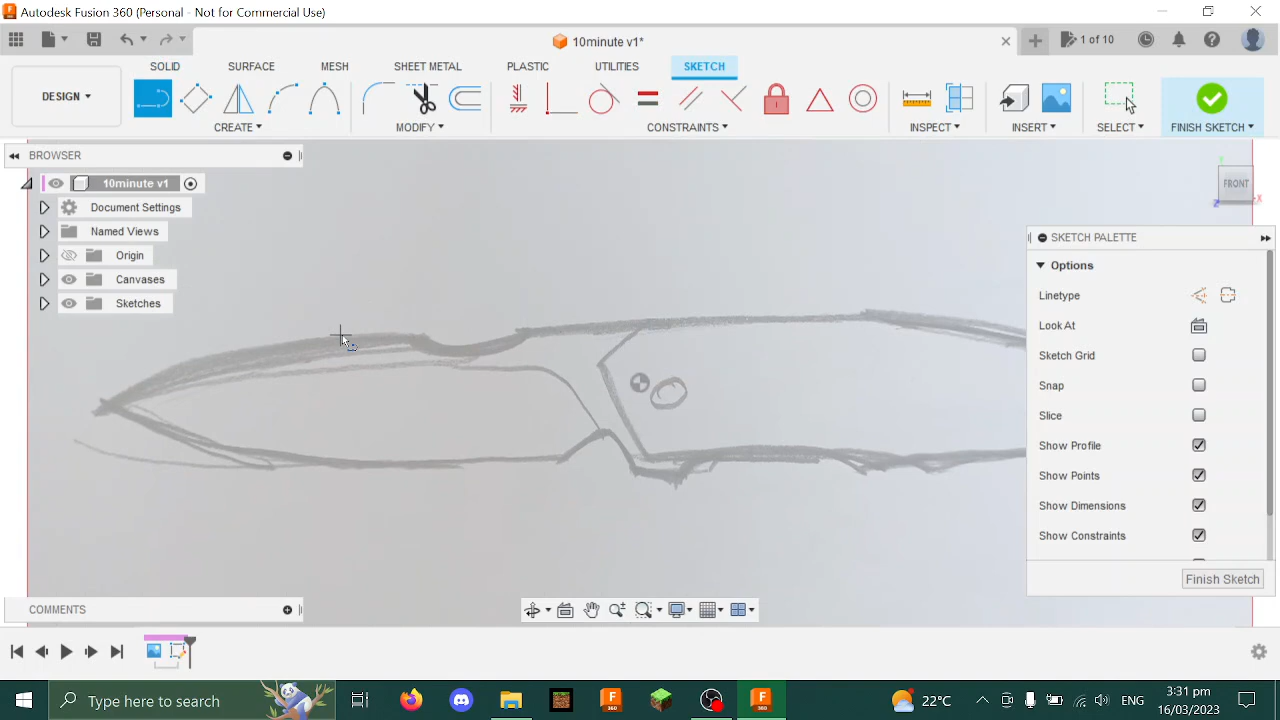 Autodesk Fusion 360 (Personal - Not for Commercial Use)
10minute v1*
1 of 10
DESIGN
SOLID
SURFACE
MESH
SHEET METAL
PLASTIC
UTILITIES
SKETCH
CREATE
MODIFY
CONSTRAINTS
INSPECT
INSERT
SELECT
FINISH SKETCH
BROWSER
10minute v1
Document Settings
Named Views
Origin
Canvases
Sketches
FRONT
Y
X
Z
SKETCH PALETTE
Options
Linetype
Look At
Sketch Grid
Snap
Slice
Show Profile
Show Points
Show Dimensions
Show Constraints
Finish Sketch
COMMENTS
Type here to search
F
360
F
360
22°C
ENG
3:31 pm
16/03/2023